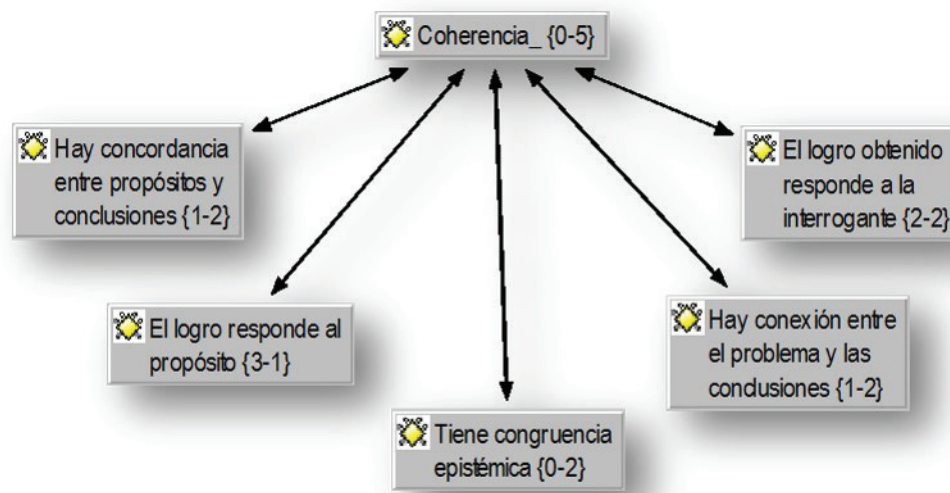 Coherencia_ {0-5}
Hay concordancia
entre propósitos y
conclusiones {1-2}
El logro obtenido
responde a la
interrogante {2-2}
El logro responde al
propósito {3-1}
Hay conexión entre
el problema y las
conclusiones {1-2}
Tiene congruencia
epistémica {0-2}